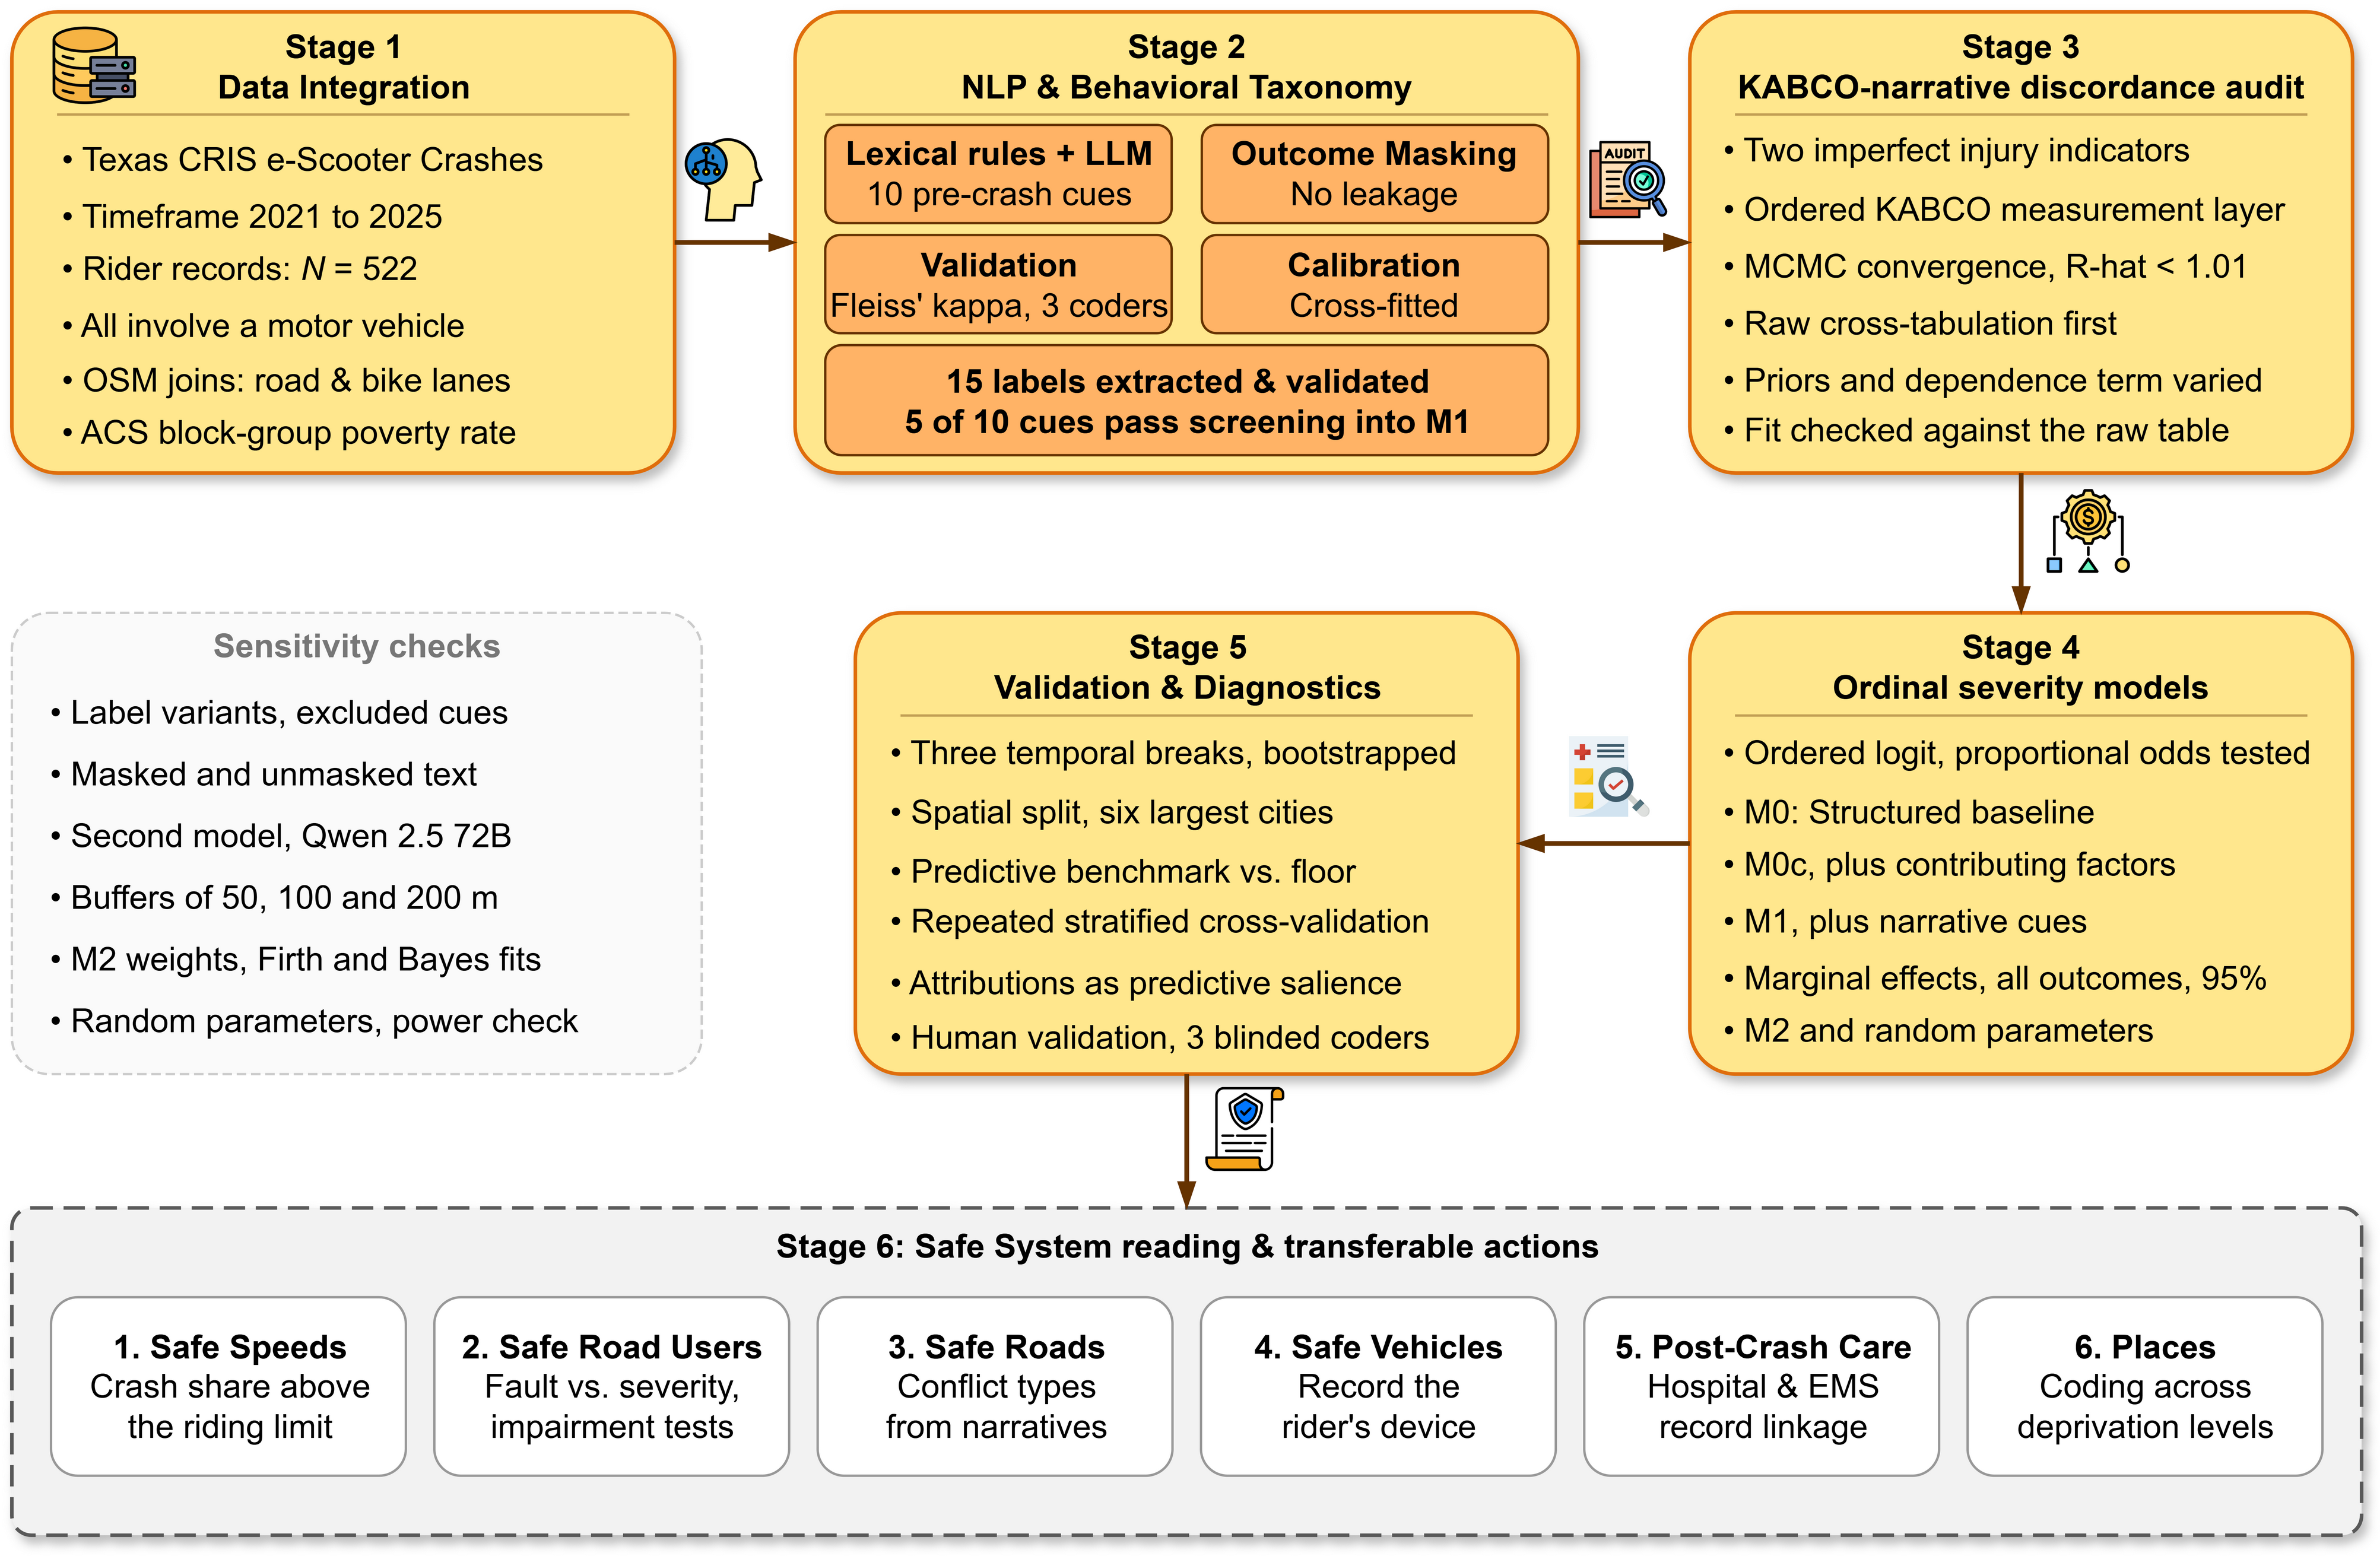 Stage 1
Data Integration
• Texas CRIS e-Scooter Crashes
• Timeframe 2021 to 2025
• Rider records: N = 522
• All involve a motor vehicle
• OSM joins: road & bike lanes
• ACS block-group poverty rate
Stage 2
NLP & Behavioral Taxonomy
Lexical rules + LLM
10 pre-crash cues
Outcome Masking
No leakage
Validation
Fleiss' kappa, 3 coders
Calibration
Cross-fitted
15 labels extracted & validated
5 of 10 cues pass screening into M1
AUDIT
Stage 3
KABCO-narrative discordance audit
• Two imperfect injury indicators
• Ordered KABCO measurement layer
• MCMC convergence, R-hat < 1.01
• Raw cross-tabulation first
• Priors and dependence term varied
• Fit checked against the raw table
$
Stage 4
Ordinal severity models
• Ordered logit, proportional odds tested
• M0: Structured baseline
• M0c, plus contributing factors
• M1, plus narrative cues
• Marginal effects, all outcomes, 95%
• M2 and random parameters
Stage 5
Validation & Diagnostics
• Three temporal breaks, bootstrapped
• Spatial split, six largest cities
• Predictive benchmark vs. floor
• Repeated stratified cross-validation
• Attributions as predictive salience
• Human validation, 3 blinded coders
Sensitivity checks
• Label variants, excluded cues
• Masked and unmasked text
• Second model, Qwen 2.5 72B
• Buffers of 50, 100 and 200 m
• M2 weights, Firth and Bayes fits
• Random parameters, power check
Stage 6: Safe System reading & transferable actions
1. Safe Speeds
Crash share above
the riding limit
2. Safe Road Users
Fault vs. severity,
impairment tests
3. Safe Roads
Conflict types
from narratives
4. Safe Vehicles
Record the
rider's device
5. Post-Crash Care
Hospital & EMS
record linkage
6. Places
Coding across
deprivation levels